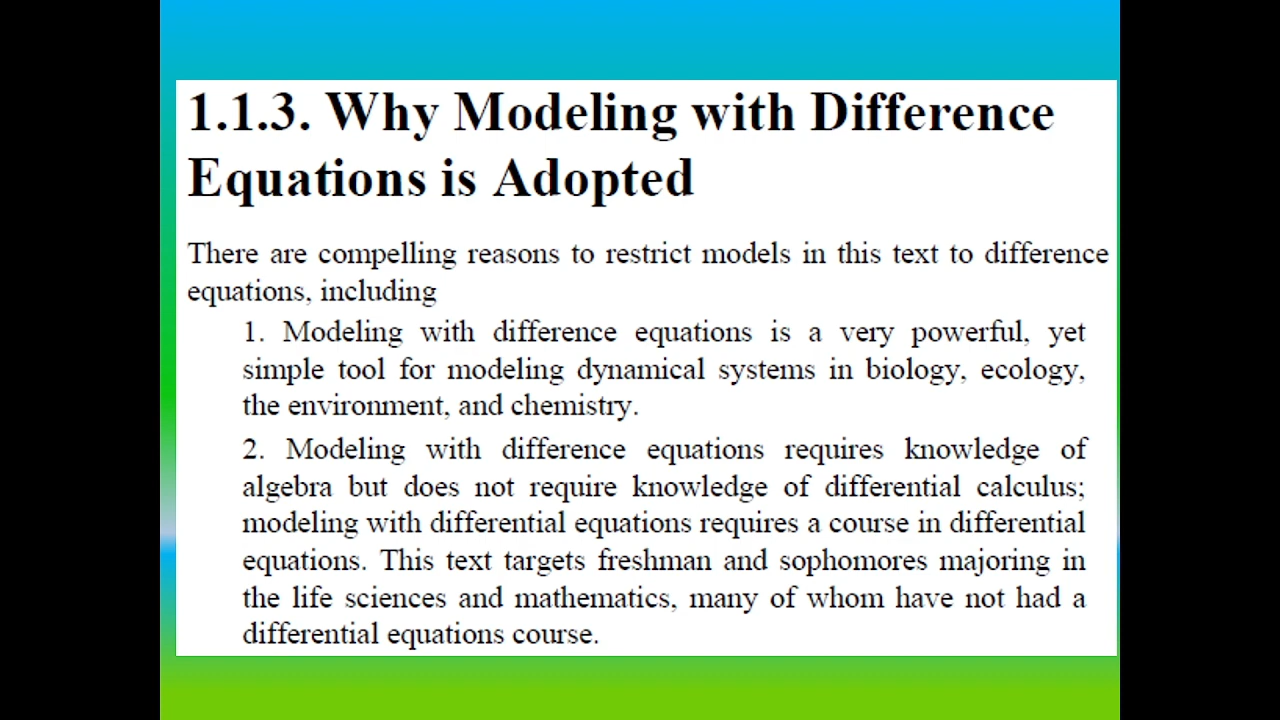 1.1.3. Why Modeling with Difference
Equations is Adopted
There are compelling reasons to restrict models in this text to difference
equations, including
1. Modeling with difference equations is a very powerful, yet
simple tool for modeling dynamical systems in biology, ecology,
the environment, and chemistry.
2. Modeling with difference equations requires knowledge of
algebra but does not require knowledge of differential calculus;
modeling with differential equations requires a course in differential
equations. This text targets freshman and sophomores majoring in
the life sciences and mathematics, many of whom have not had a
differential equations course.